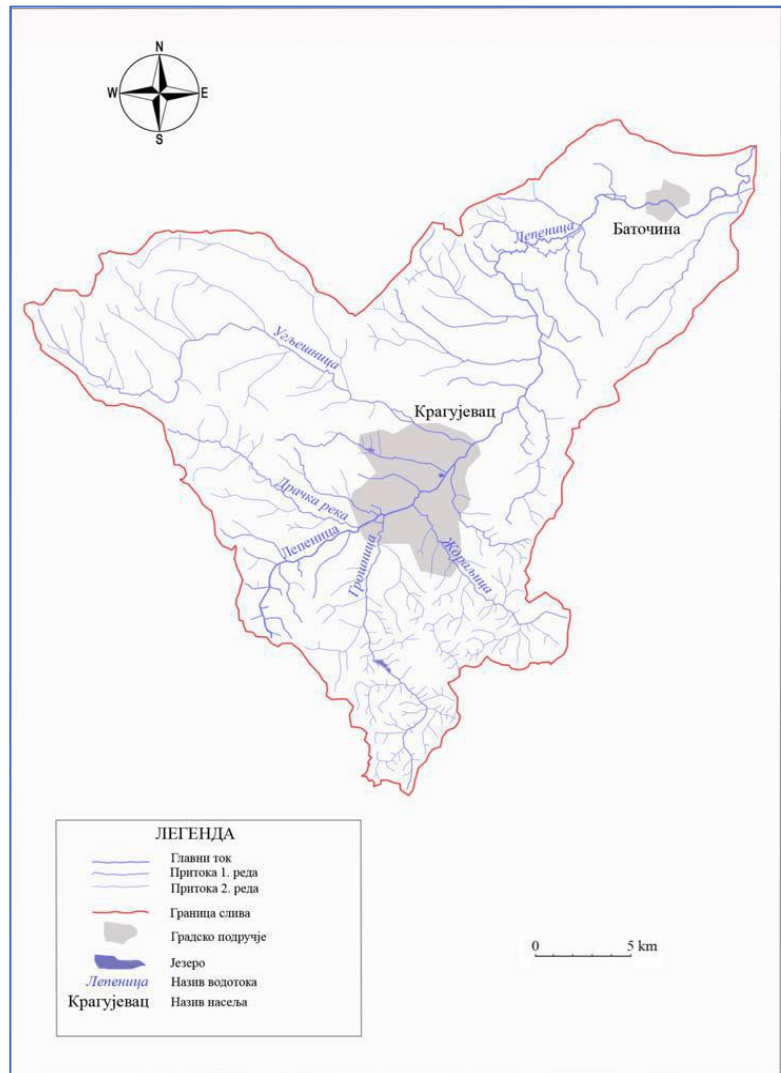 N
W E
S
Лепеница
Баточина
Угљешница
Крагујевац
Драчка река
Лепеница
Грошница
Ждраљица
ЛЕГЕНДА
Главни ток
Притока 1. реда
Притока 2. реда
Граница слива
Градско подручје
Језеро
Лепеница Назив водотока
Крагујевац Назив насеља
0 5 km